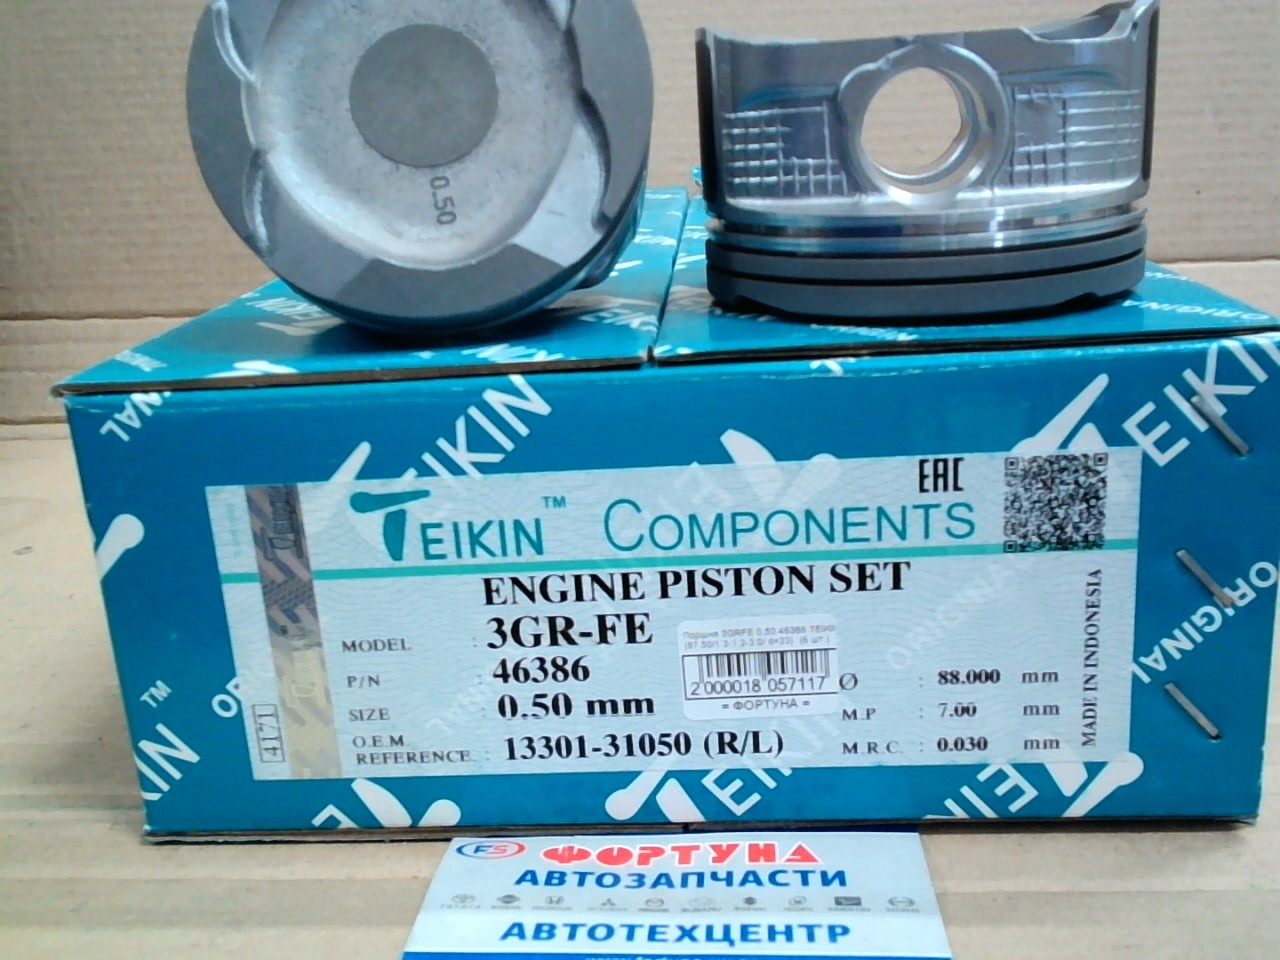 0.50
TEIKIN™ COMPONENTS
EAC
ENGINE PISTON SET
MODEL : 3GR-FE
P/N : 46386
SIZE : 0.50 mm
O.E.M. REFERENCE. : 13301-31050 (R/L)
2 000018 057117
= ФОРТУНА =
Ø : 88.000 mm
M.P : 7.00 mm
M.R.C. : 0.030 mm
MADE IN INDONESIA
4171
TEIKIN
ORIGINAL
FS ФОРТУНА
АВТОЗАПЧАСТИ
АВТОТЕХЦЕНТР